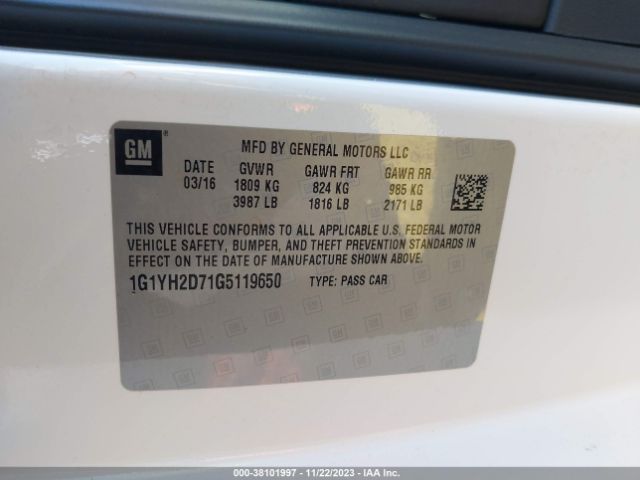 GM
MFD BY GENERAL MOTORS LLC
DATE GVWR GAWR FRT GAWR RR
03/16 1809 KG 824 KG 985 KG
3987 LB 1816 LB 2171 LB
THIS VEHICLE CONFORMS TO ALL APPLICABLE U.S. FEDERAL MOTOR
VEHICLE SAFETY, BUMPER, AND THEFT PREVENTION STANDARDS IN
EFFECT ON THE DATE OF MANUFACTURE SHOWN ABOVE.
1G1YH2D71G5119650 TYPE: PASS CAR
000-38101997 - 11/22/2023 - IAA Inc.